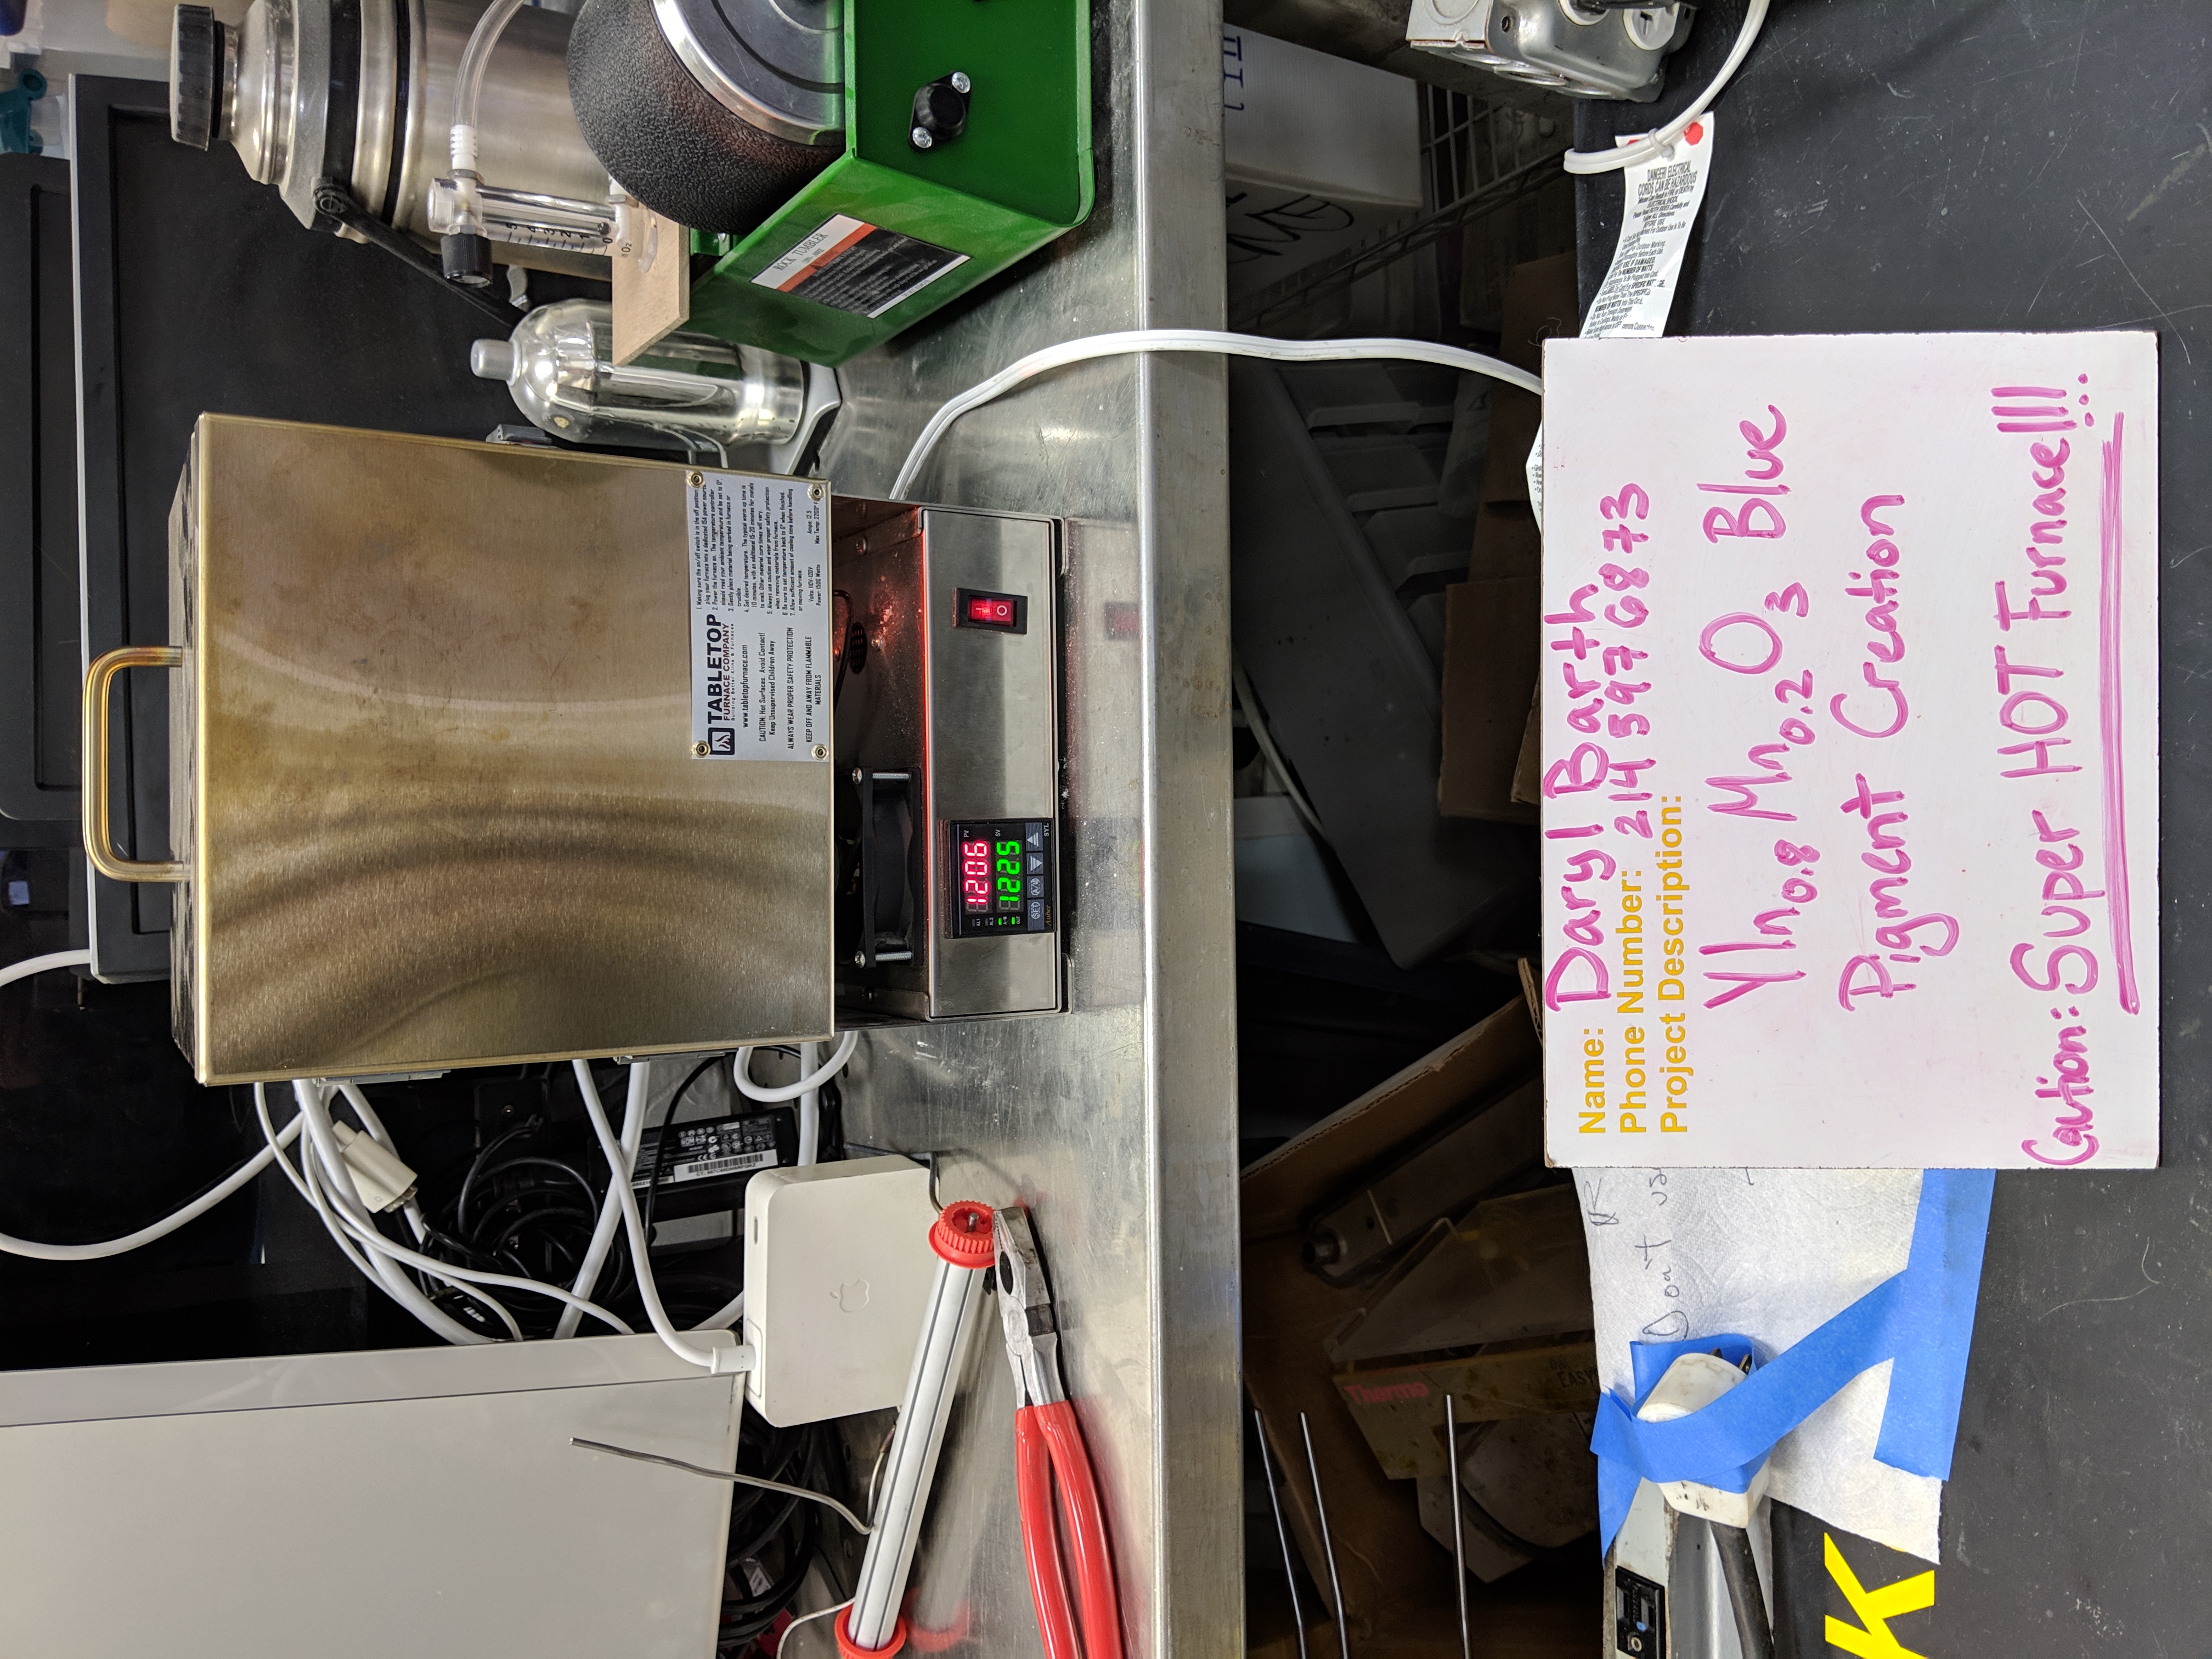 TABLETOP
FURNACE COMPANY
Building Better Kilns & Furnaces
www.tabletopfurnace.com
CAUTION: Hot Surfaces. Avoid Contact!
Keep Unsupervised Children Away
ALWAYS WEAR PROPER SAFETY PROTECTION
KEEP OFF AND AWAY FROM FLAMMABLE
MATERIALS
1. Making sure the on/off switch is in the off position
plug your furnace into a dedicated 15A power source
2. Power the furnace on. The temperature controller
should read your ambient temperature and be set to 0°.
3. Gently place material being worked in furnace or
crucible.
4. Set desired temperature. The typical warm up time is
10 minutes, with an additional 15-20 minutes for metals
to melt. Other material cure times will vary.
5. Always use caution and wear proper safety protection
when removing materials from furnace.
6. Be sure to set temperature back to 0° when finished.
7. Allow sufficient amount of cooling time before handling
or moving furnace.
Volts: 110V-120V Amps: 12.5
Power: 1500 Watts Max Temp: 2200° F
ROCK TUMBLER
O₂
AL1
AL2
A-M
OUT
1206 PV
1225 SV
SET A/M
Auber SYL
Thermo
EASY
Don't
K
Name: Daryl Barth
Phone Number: 214 597 6873
Project Description:
YIn0.8 Mn0.2 O3 Blue
Pigment Creation
Caution: Super HOT Furnace!!!